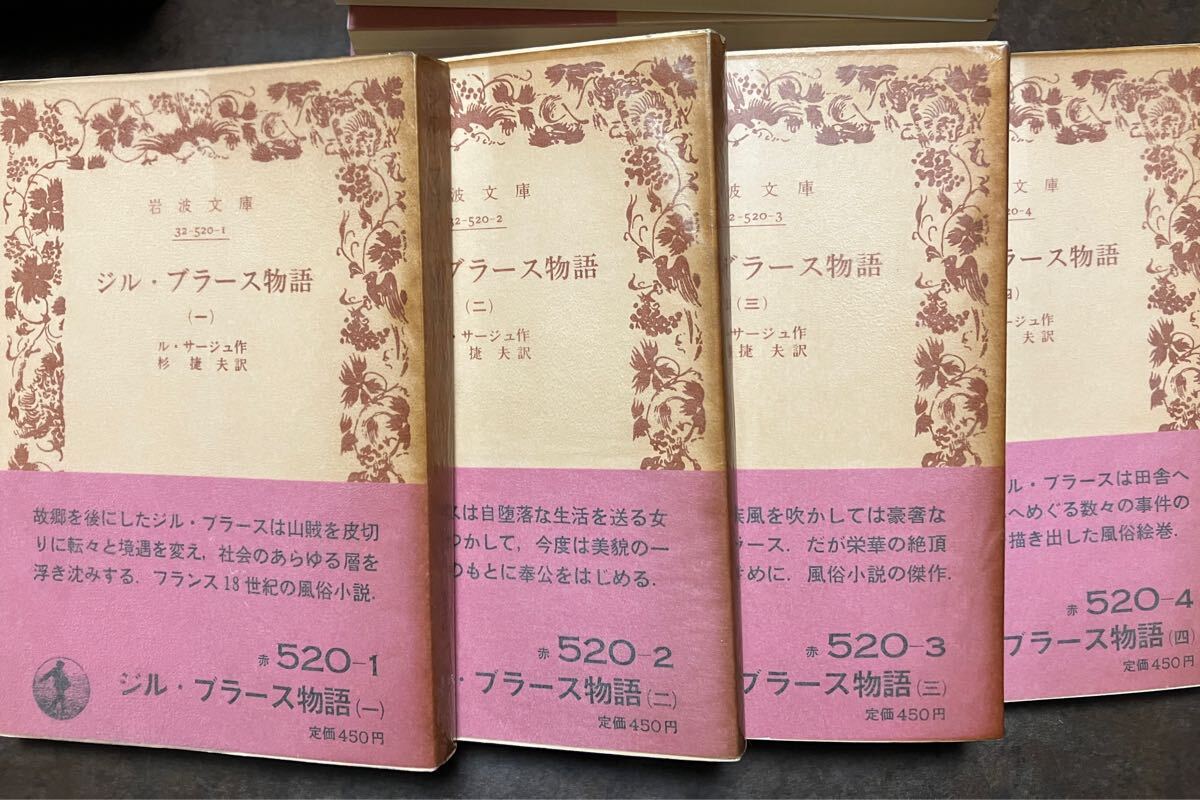 岩波文庫
32-520-1
ジル・ブラース物語
(一)
ル・サージュ作
杉 捷 夫訳
故郷を後にしたジル・ブラースは山賊を皮切
りに転々と境遇を変え, 社会のあらゆる層を
浮き沈みする. フランス18世紀の風俗小説.
赤 520-1
ジル・ブラース物語(一)
定価450円
波文庫
32-520-2
ブラース物語
(二)
・サージュ作
捷 夫訳
スは自堕落な生活を送る女
つかして, 今度は美貌の一
のもとに奉公をはじめる.
赤 520-2
・ブラース物語(二)
定価450円
波文庫
2-520-3
ブラース物語
(三)
ル・サージュ作
捷 夫訳
族風を吹かしては豪奢な
ラース. だが栄華の絶頂
めに. 風俗小説の傑作.
赤 520-3
ブラース物語(三)
定価450円
文庫
20-4
ラース物語
四)
ージュ作
夫訳
ル・ブラースは田舎へ
へめぐる数々の事件の
描き出した風俗絵巻.
赤 520-4
ブラース物語(四)
定価450円